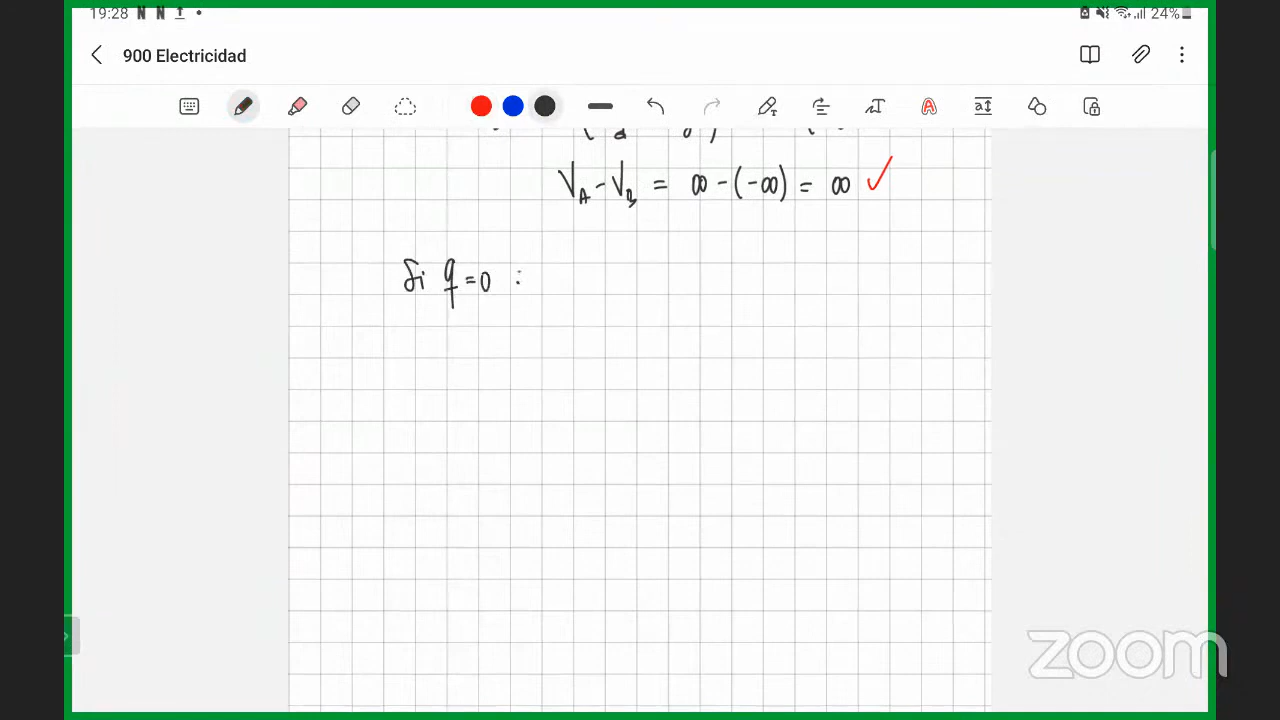 19:28 N N 24%
900 Electricidad
V_A - V_B = ∞ - (-∞) = ∞ ✓
Si q = 0 :
zoom